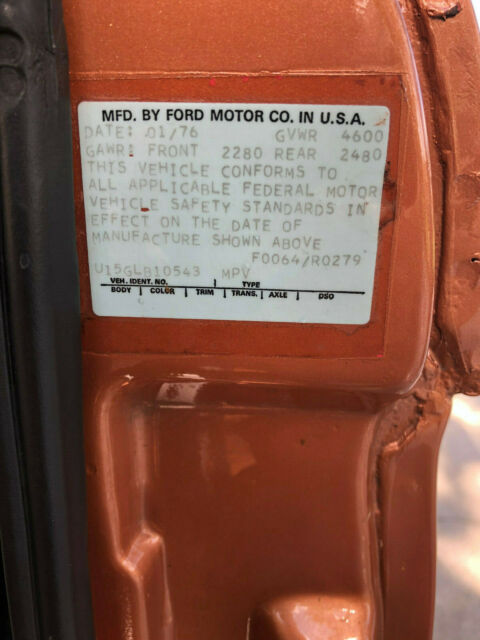 MFD. BY FORD MOTOR CO. IN U.S.A.
DATE: 01/76 GVWR 4600
GAWR: FRONT 2280 REAR 2480
THIS VEHICLE CONFORMS TO
ALL APPLICABLE FEDERAL MOTOR
VEHICLE SAFETY STANDARDS IN
EFFECT ON THE DATE OF
MANUFACTURE SHOWN ABOVE
F0064/R0279
U15GLB10543 MPV
VEH. IDENT. NO. TYPE
BODY COLOR TRIM TRANS. AXLE DSO